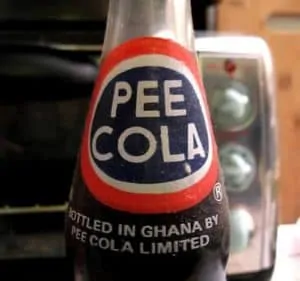 PEE
COLA
®
BOTTLED IN GHANA BY
PEE COLA LIMITED